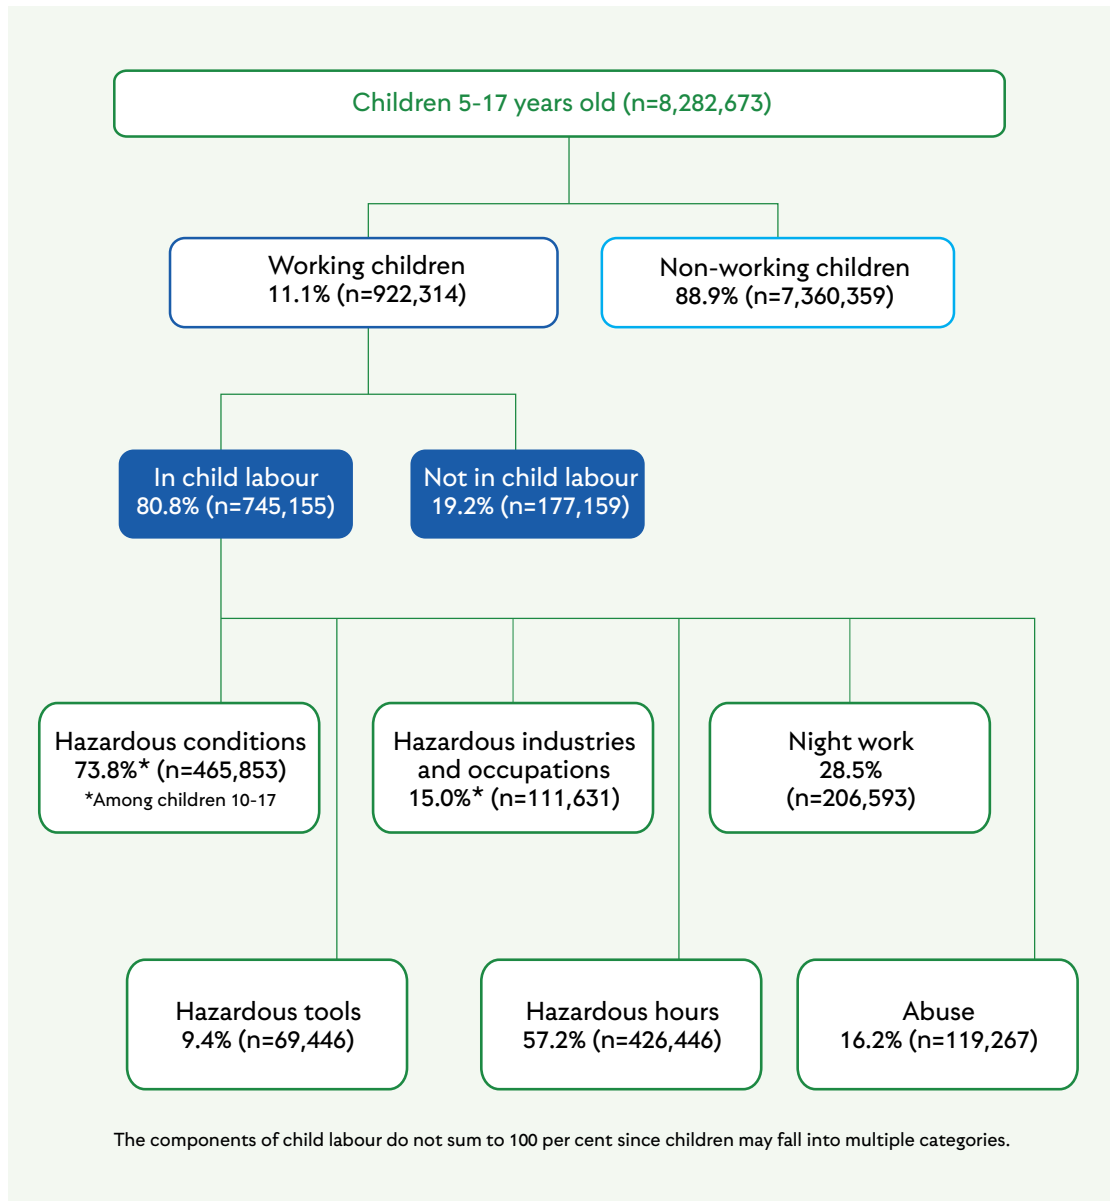 Children 5-17 years old (n=8,282,673)
Working children
11.1% (n=922,314)
Non-working children
88.9% (n=7,360,359)
In child labour
80.8% (n=745,155)
Not in child labour
19.2% (n=177,159)
Hazardous conditions
73.8%* (n=465,853)
*Among children 10-17
Hazardous industries
and occupations
15.0%* (n=111,631)
Night work
28.5%
(n=206,593)
Hazardous tools
9.4% (n=69,446)
Hazardous hours
57.2% (n=426,446)
Abuse
16.2% (n=119,267)
The components of child labour do not sum to 100 per cent since children may fall into multiple categories.